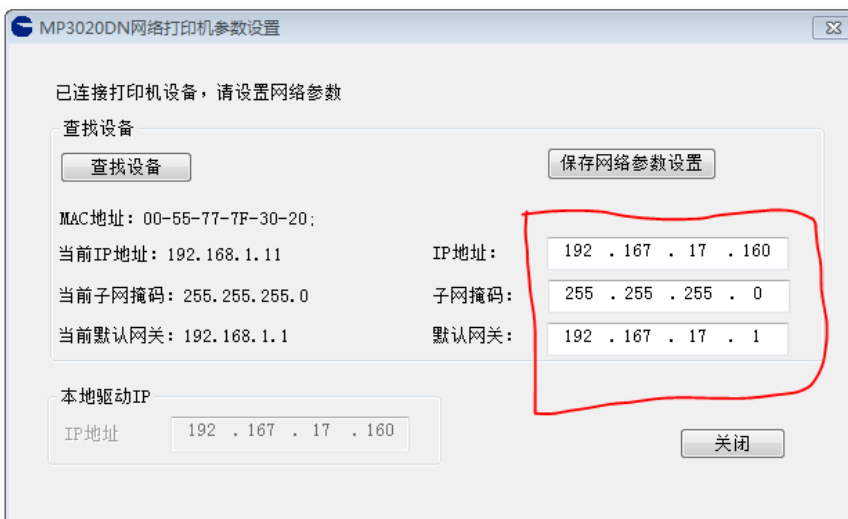 MP3020DN网络打印机参数设置
已连接打印机设备，请设置网络参数
查找设备
查找设备 保存网络参数设置
MAC地址：00-55-77-7F-30-20;
当前IP地址：192.168.1.11 IP地址： 192 . 167 . 17 . 160
当前子网掩码：255.255.255.0 子网掩码： 255 . 255 . 255 . 0
当前默认网关：192.168.1.1 默认网关： 192 . 167 . 17 . 1
本地驱动IP
IP地址 192 . 167 . 17 . 160
关闭